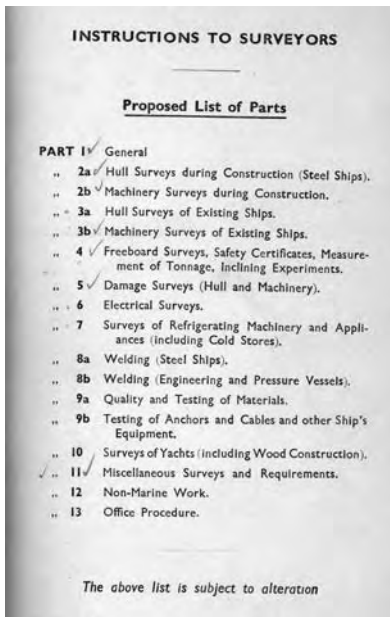 INSTRUCTIONS TO SURVEYORS
Proposed List of Parts
PART 1 General
„ 2a Hull Surveys during Construction (Steel Ships).
„ 2b Machinery Surveys during Construction.
„ 3a Hull Surveys of Existing Ships.
„ 3b Machinery Surveys of Existing Ships.
„ 4 Freeboard Surveys, Safety Certificates, Measure-
ment of Tonnage, Inclining Experiments.
„ 5 Damage Surveys (Hull and Machinery).
„ 6 Electrical Surveys.
„ 7 Surveys of Refrigerating Machinery and Appli-
ances (including Cold Stores).
„ 8a Welding (Steel Ships).
„ 8b Welding (Engineering and Pressure Vessels).
„ 9a Quality and Testing of Materials.
„ 9b Testing of Anchors and Cables and other Ship's
Equipment.
„ 10 Surveys of Yachts (including Wood Construction).
„ 11 Miscellaneous Surveys and Requirements.
„ 12 Non-Marine Work.
„ 13 Office Procedure.
The above list is subject to alteration